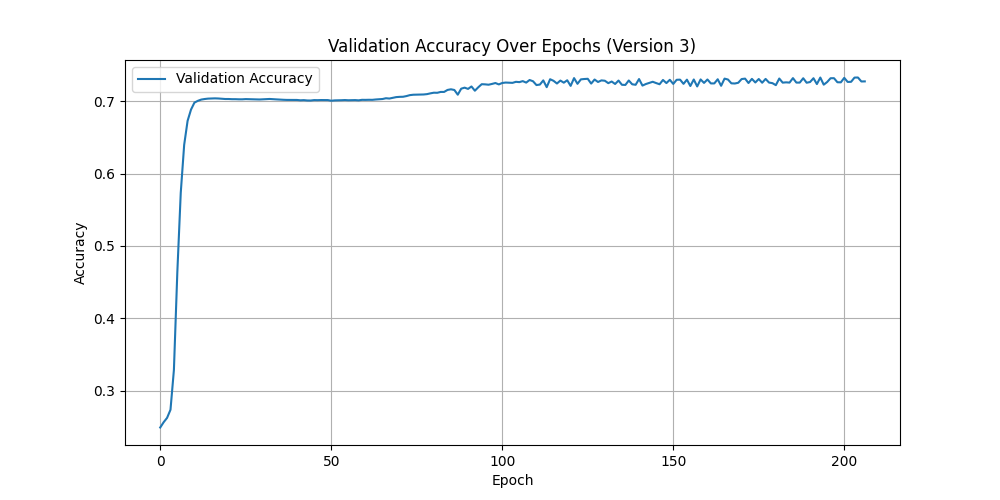 Validation Accuracy Over Epochs (Version 3)
Validation Accuracy
Accuracy
0.7
0.6
0.5
0.4
0.3
0 50 100 150 200
Epoch